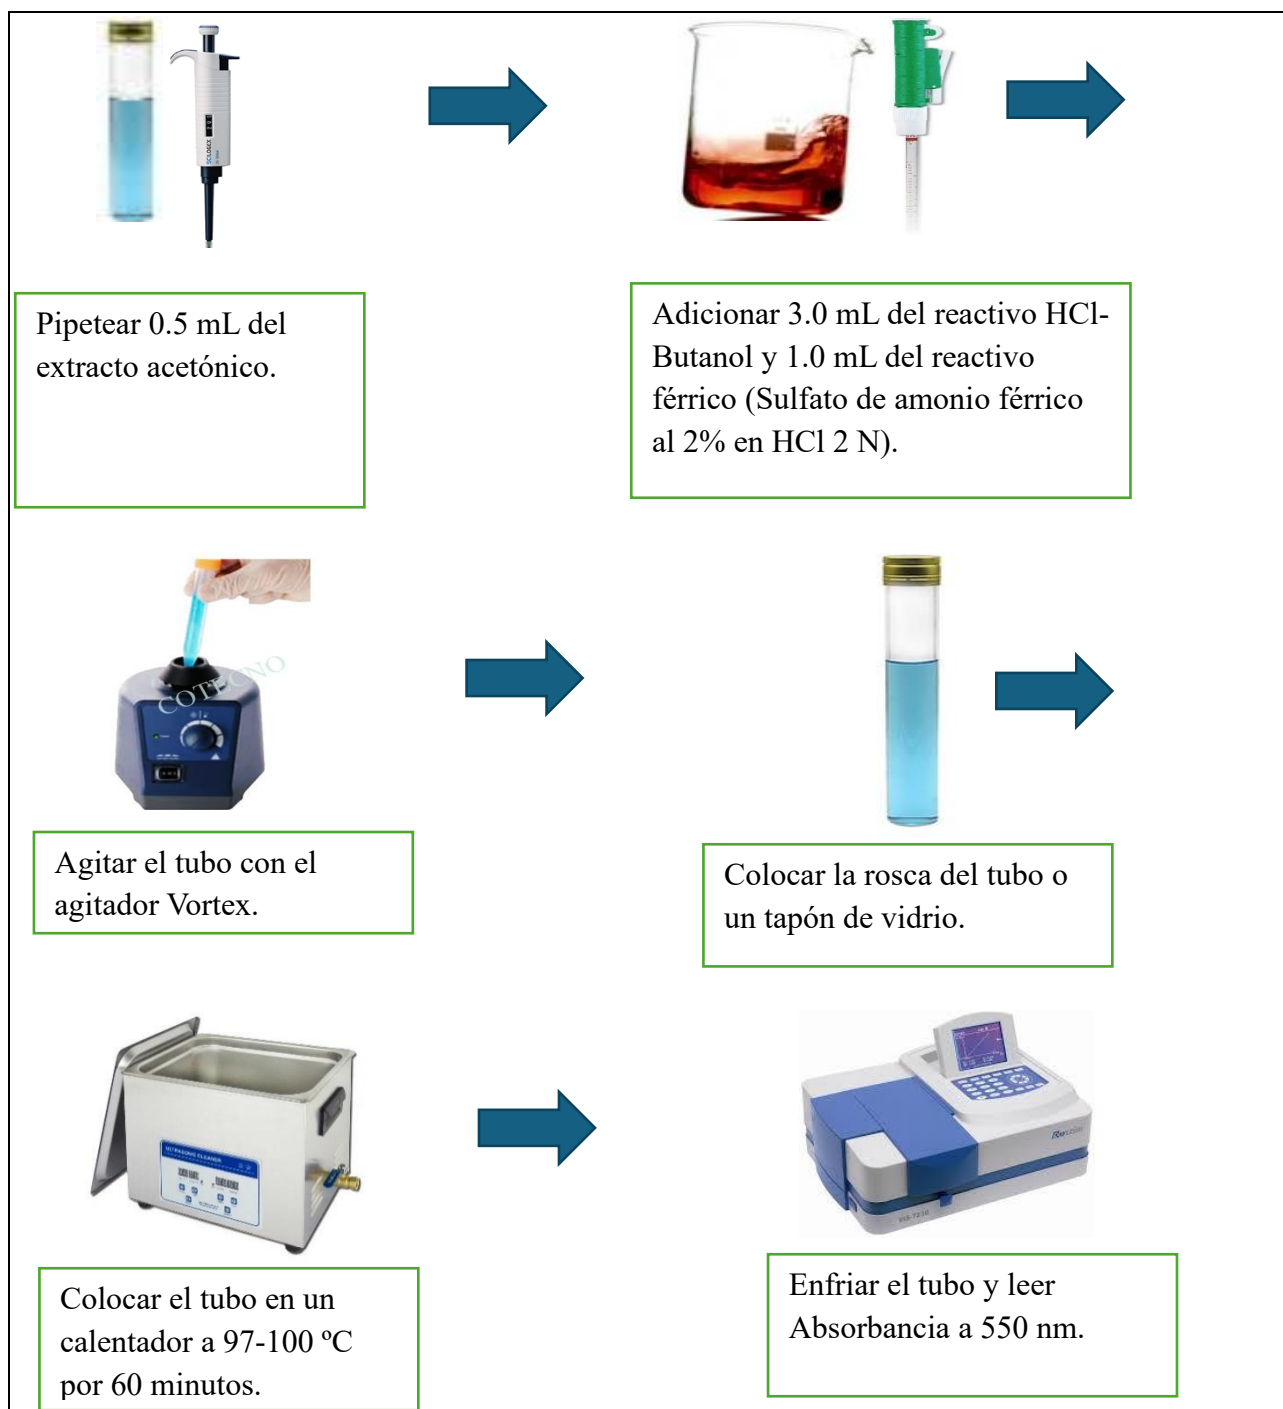 Pipetear 0.5 mL del
extracto acetónico.
Adicionar 3.0 mL del reactivo HCl-
Butanol y 1.0 mL del reactivo
férrico (Sulfato de amonio férrico
al 2% en HCl 2 N).
COTECNO
Agitar el tubo con el
agitador Vortex.
Colocar la rosca del tubo o
un tapón de vidrio.
ULTRASONIC CLEANER
Colocar el tubo en un
calentador a 97-100 ºC
por 60 minutos.
Enfriar el tubo y leer
Absorbancia a 550 nm.